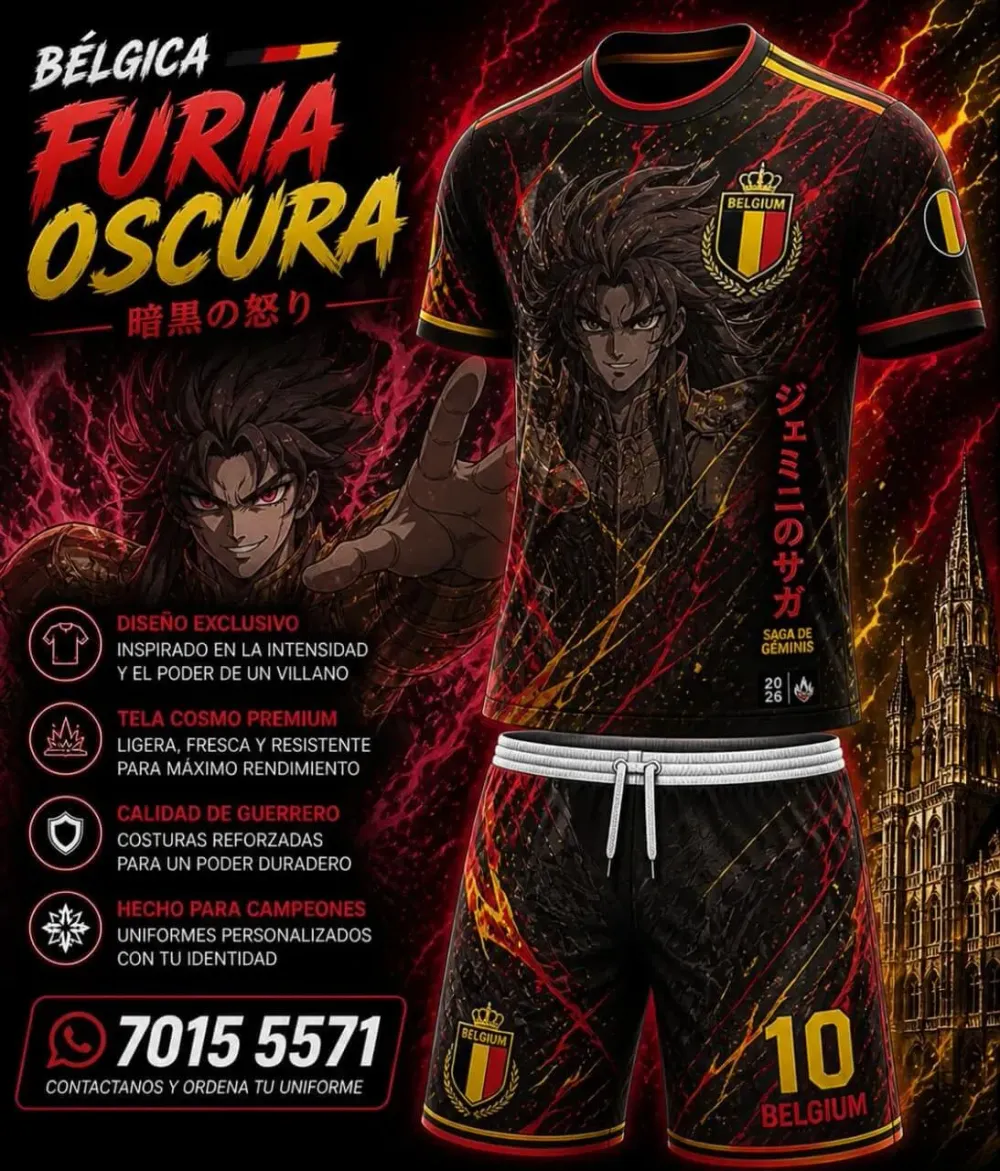 BÉLGICA
FURIA
OSCURA
暗黒の怒り
DISEÑO EXCLUSIVO
INSPIRADO EN LA INTENSIDAD
Y EL PODER DE UN VILLANO
TELA COSMO PREMIUM
LIGERA, FRESCA Y RESISTENTE
PARA MÁXIMO RENDIMIENTO
CALIDAD DE GUERRERO
COSTURAS REFORZADAS
PARA UN PODER DURADERO
HECHO PARA CAMPEONES
UNIFORMES PERSONALIZADOS
CON TU IDENTIDAD
7015 5571
CONTACTANOS Y ORDENA TU UNIFORME
BELGIUM
ジェミニのサガ
SAGA DE
GÉMINIS
20
26
BELGIUM
10
BELGIUM